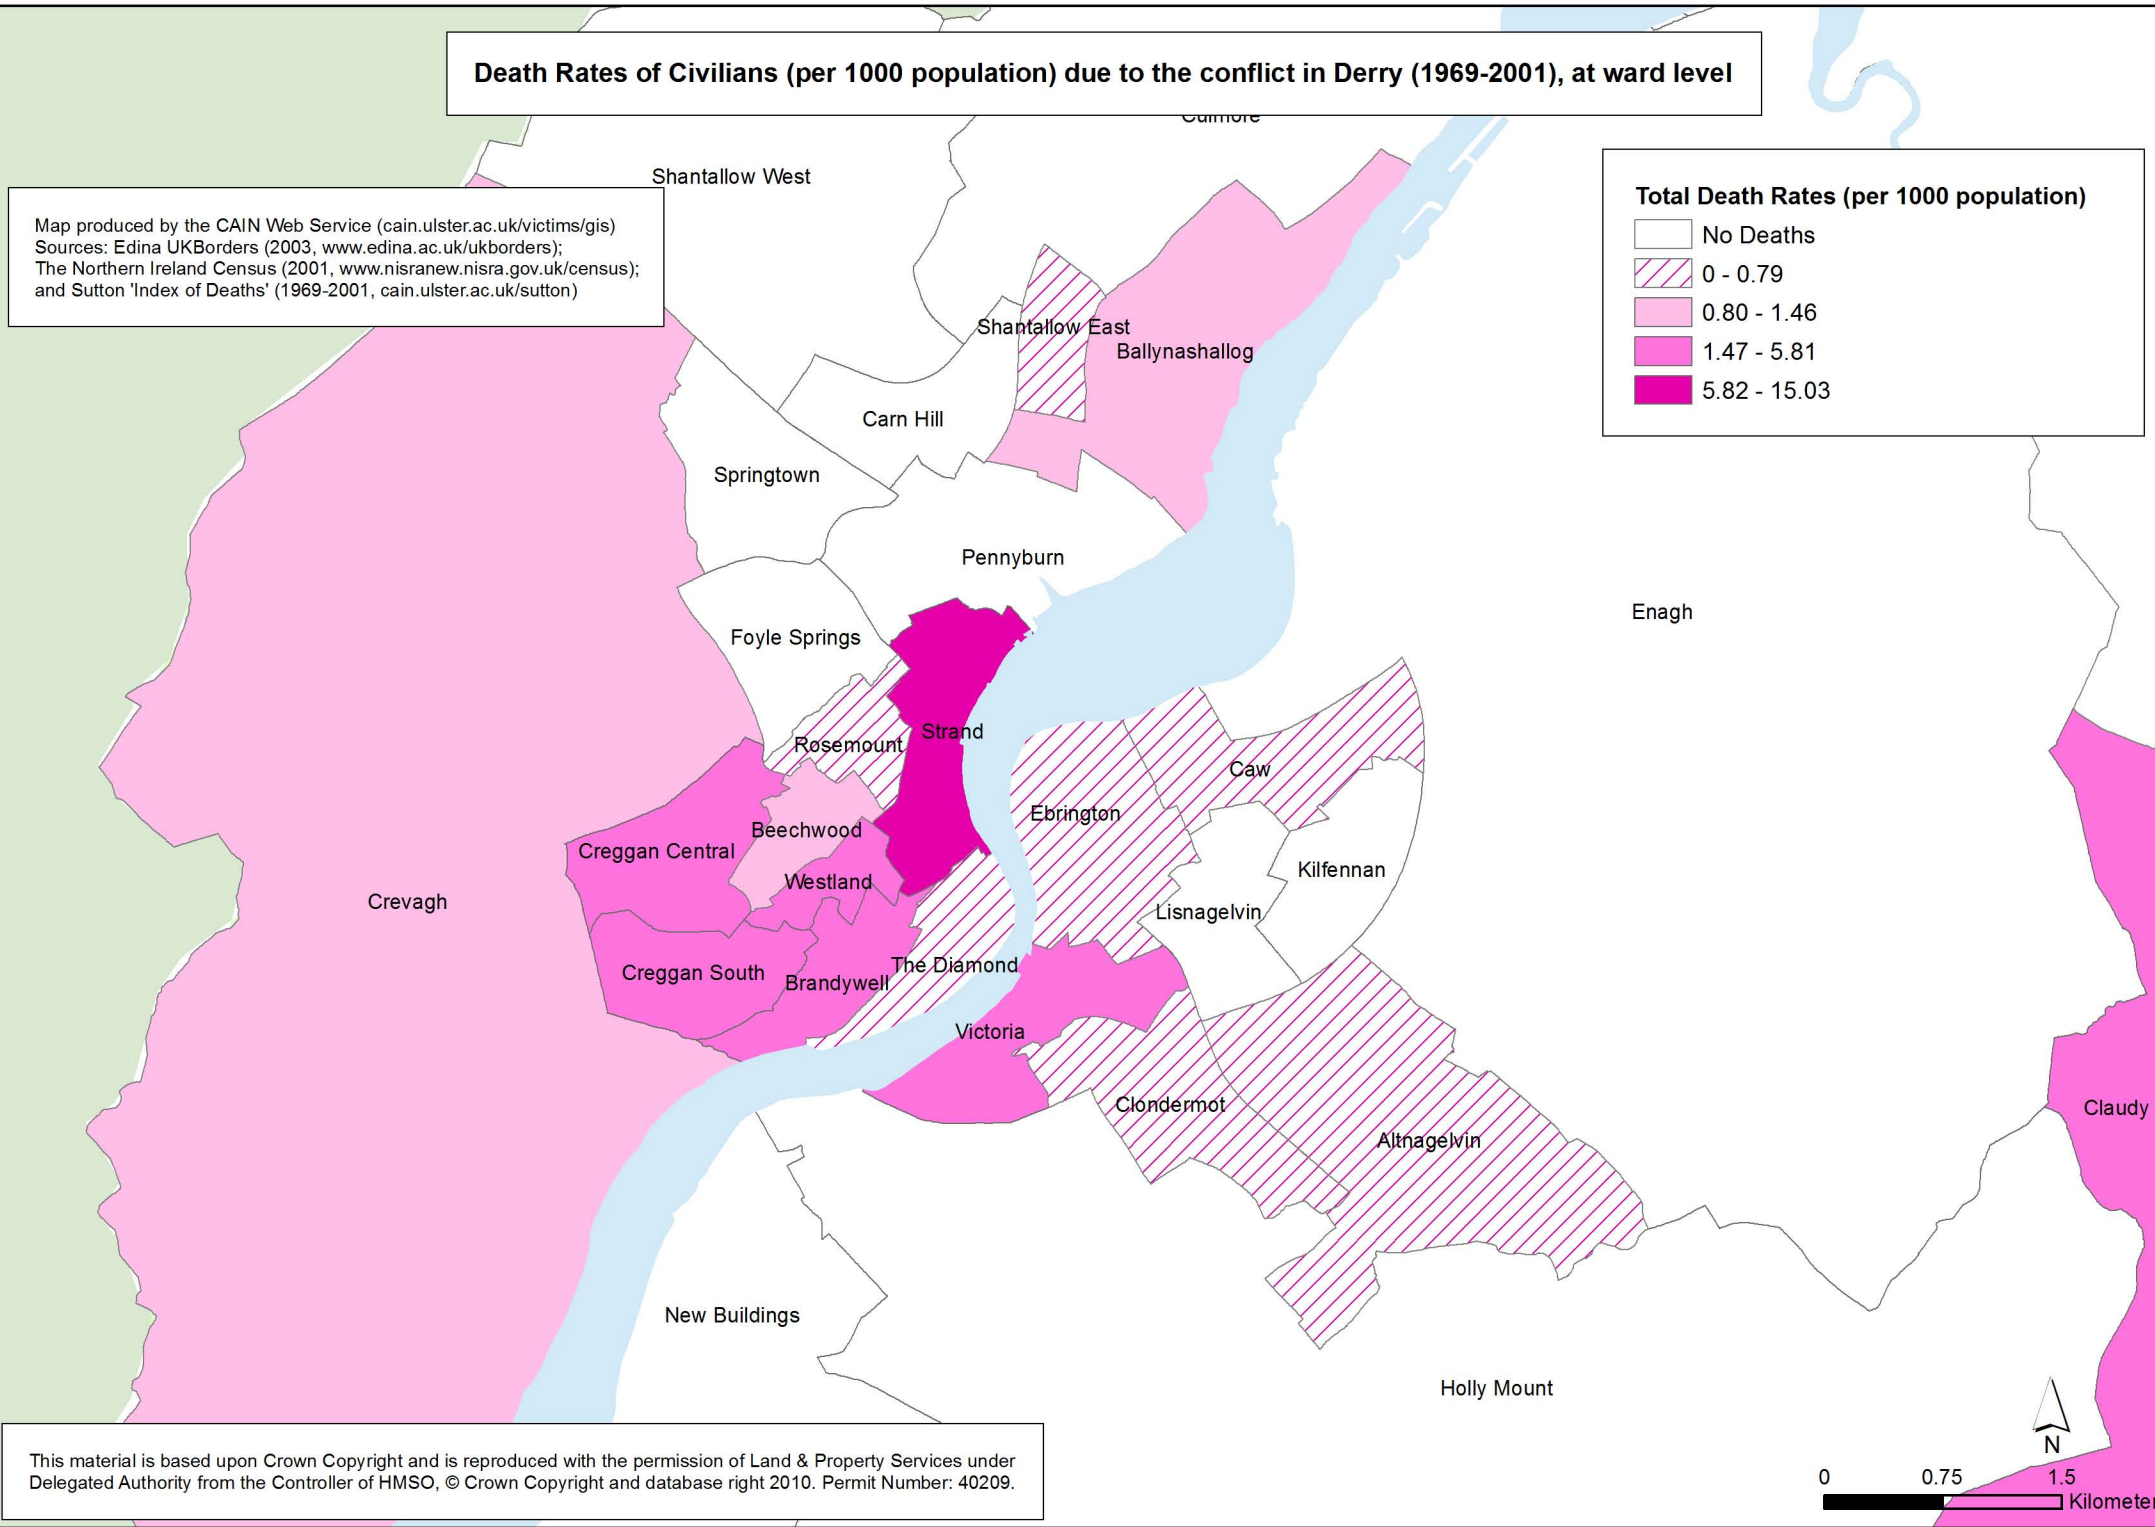 Death Rates of Civilians (per 1000 population) due to the conflict in Derry (1969-2001), at ward level
Culmore
Shantallow West
Map produced by the CAIN Web Service (cain.ulster.ac.uk/victims/gis)
Sources: Edina UKBorders (2003, www.edina.ac.uk/ukborders);
The Northern Ireland Census (2001, www.nisranew.nisra.gov.uk/census);
and Sutton 'Index of Deaths' (1969-2001, cain.ulster.ac.uk/sutton)
Total Death Rates (per 1000 population)
No Deaths
0 - 0.79
0.80 - 1.46
1.47 - 5.81
5.82 - 15.03
Shantallow East
Ballynashallog
Carn Hill
Springtown
Pennyburn
Enagh
Foyle Springs
Strand
Rosemount
Caw
Ebrington
Beechwood
Creggan Central
Kilfennan
Westland
Crevagh
Lisnagelvin
The Diamond
Creggan South
Brandywell
Victoria
Clondermot
Claudy
Altnagelvin
New Buildings
Holly Mount
N
0 0.75 1.5
Kilometer
This material is based upon Crown Copyright and is reproduced with the permission of Land & Property Services under
Delegated Authority from the Controller of HMSO, © Crown Copyright and database right 2010. Permit Number: 40209.